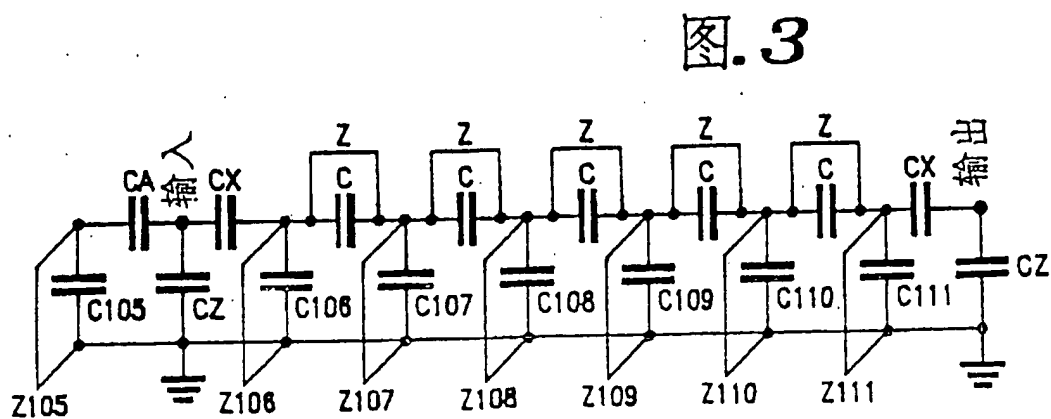 图.3
Z Z Z Z Z
CA 输入 CX C C C C C CX 输出
C105 CZ C106 C107 C108 C109 C110 C111 CZ
Z105 Z106 Z107 Z108 Z109 Z110 Z111